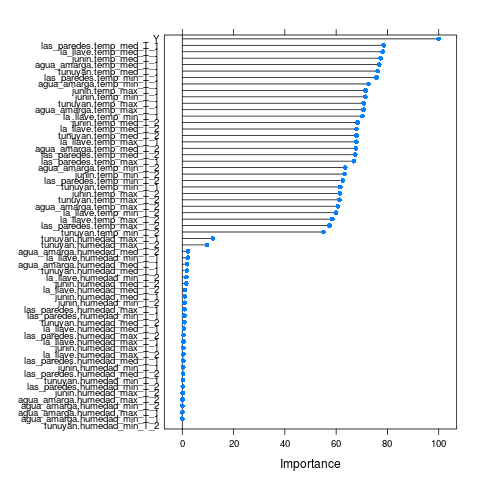 Y
las_paredes.temp_med_T_1
la_llave.temp_med_T_1
junin.temp_med_T_1
agua_amarga.temp_med_T_1
tunuyan.temp_med_T_1
las_paredes.temp_min_T_1
agua_amarga.temp_min_T_1
junin.temp_max_T_1
junin.temp_min_T_1
tunuyan.temp_max_T_1
agua_amarga.temp_max_T_1
la_llave.temp_min_T_1
junin.temp_med_T_2
la_llave.temp_med_T_2
tunuyan.temp_med_T_2
la_llave.temp_max_T_1
agua_amarga.temp_med_T_2
las_paredes.temp_med_T_2
las_paredes.temp_max_T_1
agua_amarga.temp_min_T_2
junin.temp_min_T_2
las_paredes.temp_min_T_2
tunuyan.temp_min_T_1
junin.temp_max_T_2
tunuyan.temp_max_T_2
agua_amarga.temp_max_T_2
la_llave.temp_min_T_2
la_llave.temp_max_T_2
las_paredes.temp_max_T_2
tunuyan.temp_min_T_2
tunuyan.humedad_max_T_1
tunuyan.humedad_max_T_2
agua_amarga.humedad_med_T_2
la_llave.humedad_min_T_1
agua_amarga.humedad_med_T_1
tunuyan.humedad_med_T_1
la_llave.humedad_min_T_2
junin.humedad_med_T_2
la_llave.humedad_med_T_1
junin.humedad_med_T_1
junin.humedad_min_T_2
las_paredes.humedad_max_T_1
las_paredes.humedad_min_T_1
tunuyan.humedad_med_T_2
la_llave.humedad_max_T_2
las_paredes.humedad_max_T_2
la_llave.humedad_max_T_1
junin.humedad_max_T_1
la_llave.humedad_med_T_2
las_paredes.humedad_med_T_1
junin.humedad_min_T_1
las_paredes.humedad_med_T_2
tunuyan.humedad_min_T_1
las_paredes.humedad_min_T_2
junin.humedad_max_T_2
agua_amarga.humedad_max_T_2
agua_amarga.humedad_min_T_2
agua_amarga.humedad_max_T_1
agua_amarga.humedad_min_T_1
tunuyan.humedad_min_T_2
0 20 40 60 80 100
Importance